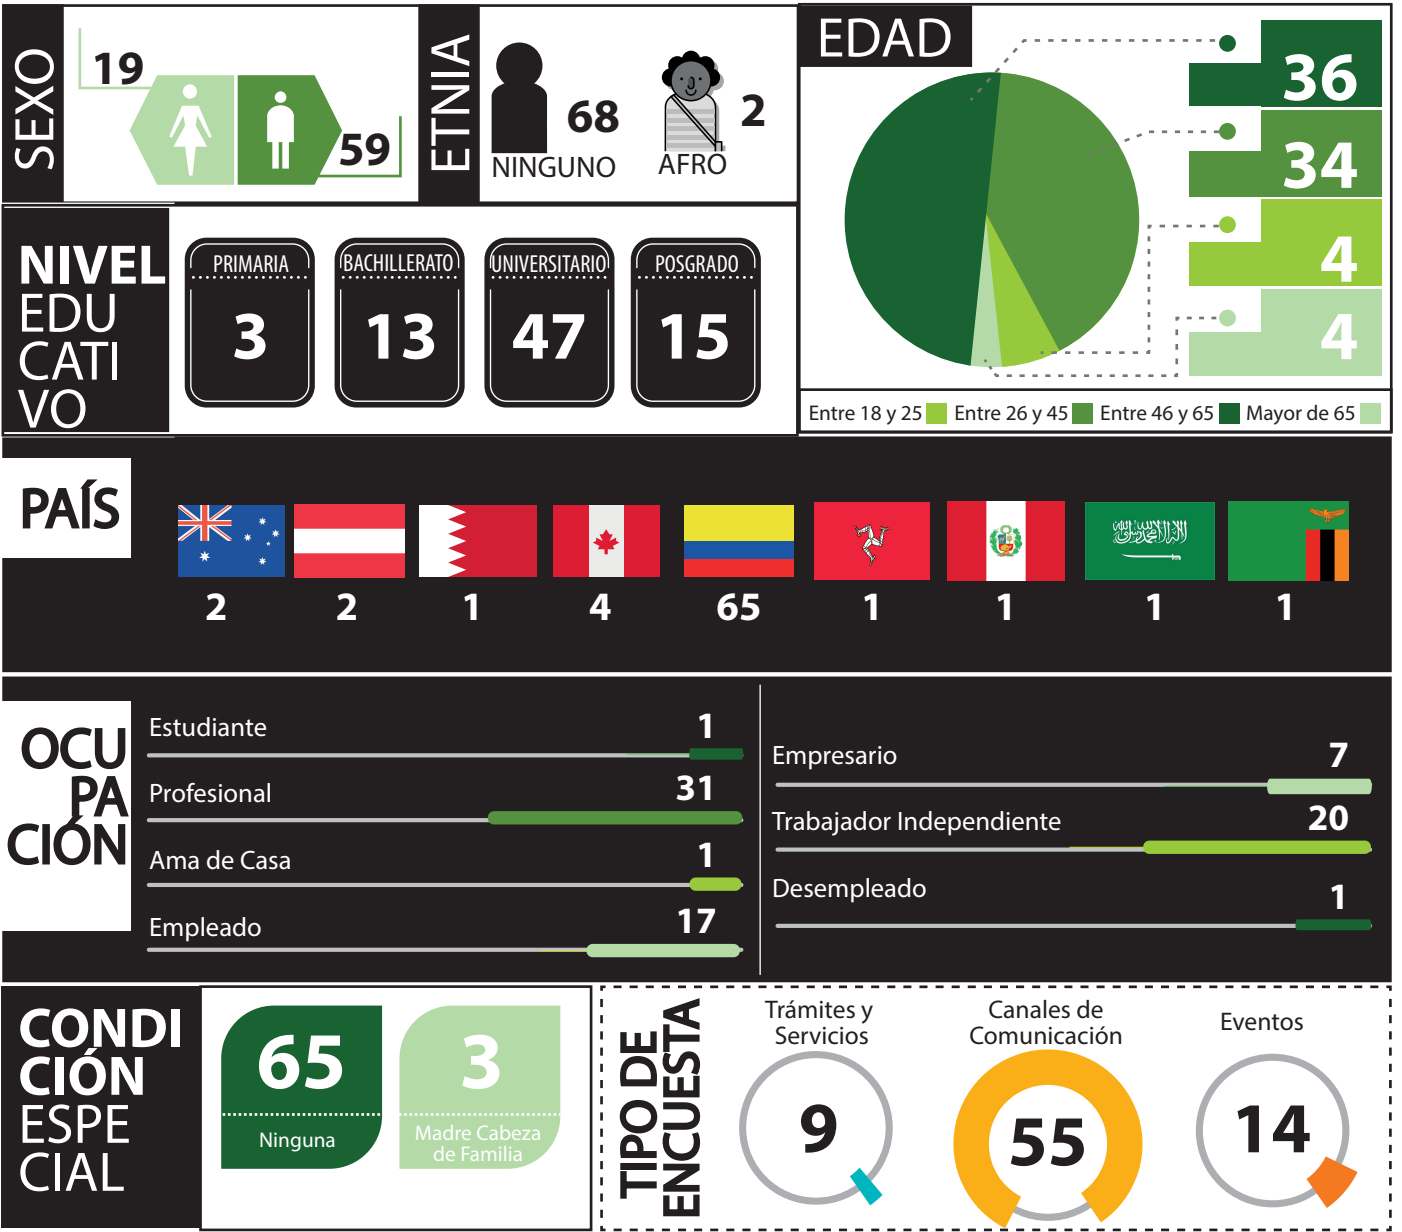 SEXO
19
59
ETNIA
68
NINGUNO
2
AFRO
EDAD
36
34
4
4
Entre 18 y 25
Entre 26 y 45
Entre 46 y 65
Mayor de 65
NIVEL
EDU
CATI
VO
PRIMARIA
3
BACHILLERATO
13
UNIVERSITARIO
47
POSGRADO
15
PAÍS
2
2
1
4
65
1
1
1
1
OCU
PA
CIÓN
Estudiante
1
Profesional
31
Ama de Casa
1
Empleado
17
Empresario
7
Trabajador Independiente
20
Desempleado
1
CONDI
CIÓN
ESPE
CIAL
65
Ninguna
3
Madre Cabeza
de Familia
TIPO DE
ENCUESTA
Trámites y
Servicios
9
Canales de
Comunicación
55
Eventos
14